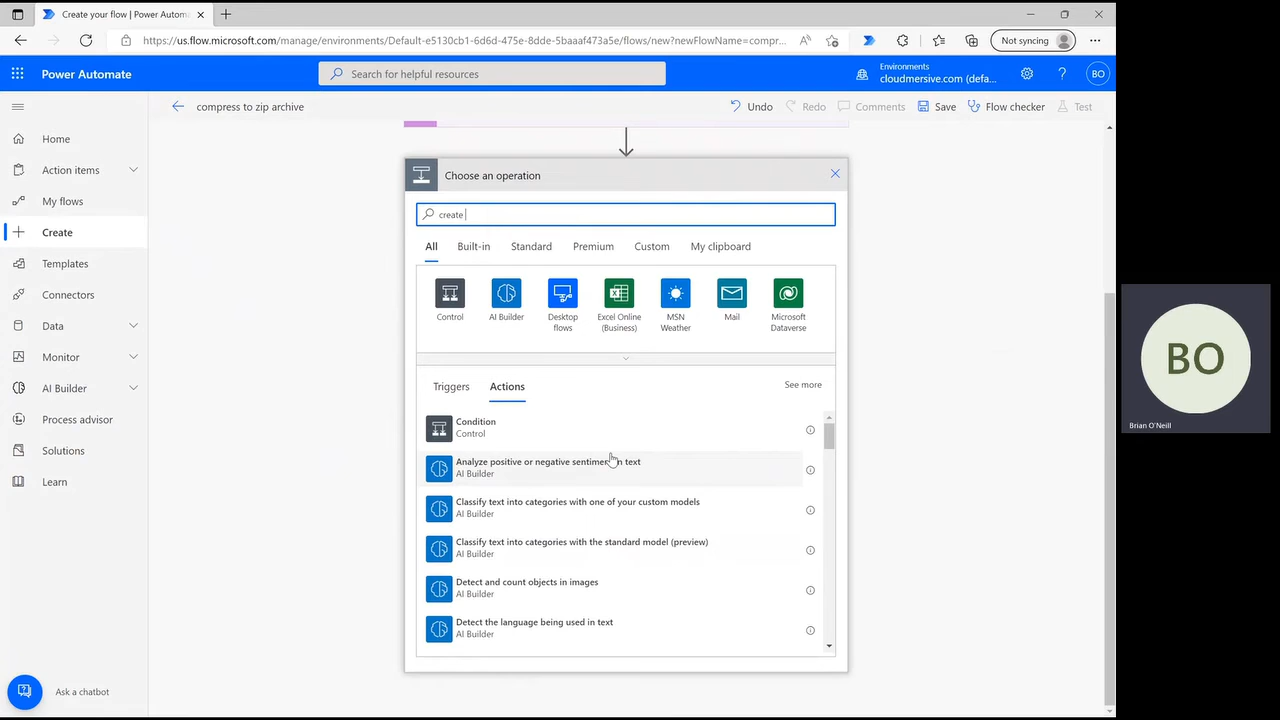 Create your flow | Power Automa
https://us.flow.microsoft.com/manage/environments/Default-e5130cb1-6d6d-475e-8dde-5baaaf473a5e/flows/new?newFlowName=compr...
Not syncing
Power Automate
Search for helpful resources
Environments
cloudmersive.com (defa...
BO
compress to zip archive
Undo
Redo
Comments
Save
Flow checker
Test
Home
Action items
My flows
Create
Templates
Connectors
Data
Monitor
AI Builder
Process advisor
Solutions
Learn
Ask a chatbot
Choose an operation
create
All
Built-in
Standard
Premium
Custom
My clipboard
Control
AI Builder
Desktop
flows
Excel Online
(Business)
MSN
Weather
Mail
Microsoft
Dataverse
Triggers
Actions
See more
Condition
Control
Analyze positive or negative sentiment in text
AI Builder
Classify text into categories with one of your custom models
AI Builder
Classify text into categories with the standard model (preview)
AI Builder
Detect and count objects in images
AI Builder
Detect the language being used in text
AI Builder
BO
Brian O'Neill